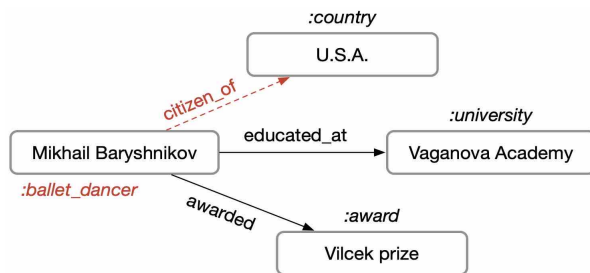 :country
U.S.A.
citizen_of
:university
educated_at
Mikhail Baryshnikov
Vaganova Academy
:ballet_dancer
awarded
:award
Vilcek prize